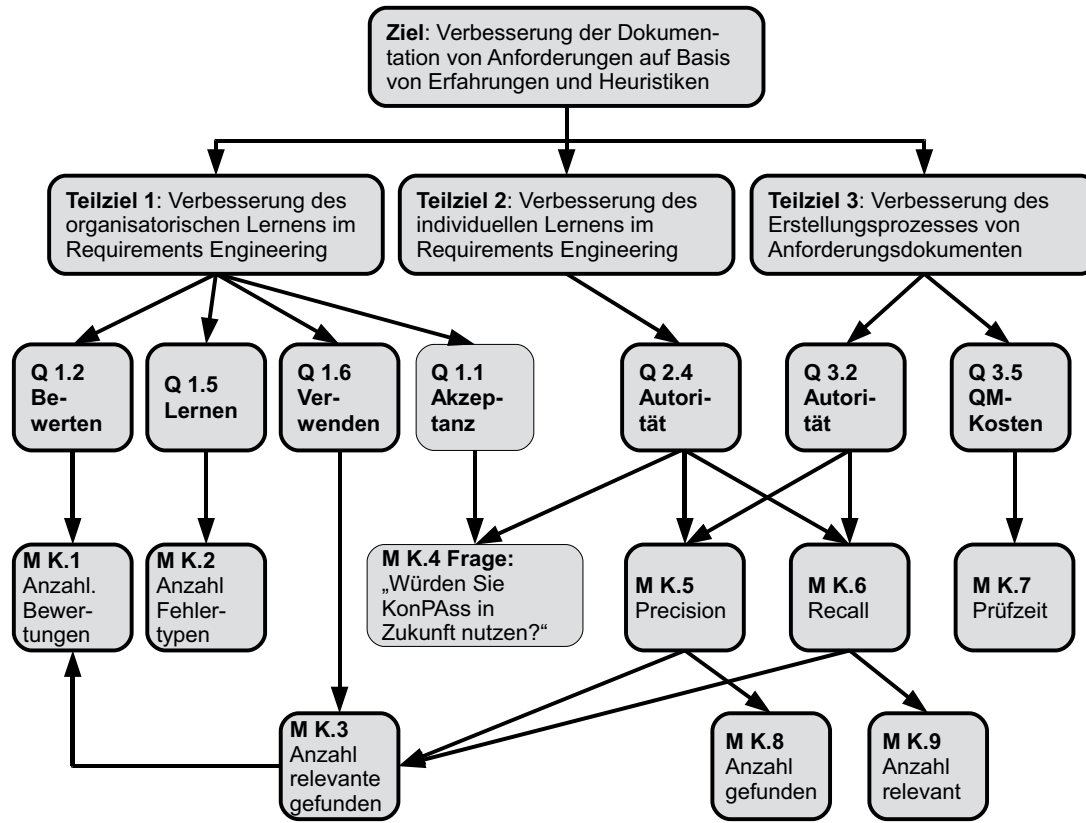 Ziel: Verbesserung der Dokumen-
tation von Anforderungen auf Basis
von Erfahrungen und Heuristiken
Teilziel 1: Verbesserung des
organisatorischen Lernens im
Requirements Engineering
Teilziel 2: Verbesserung des
individuellen Lernens im
Requirements Engineering
Teilziel 3: Verbesserung des
Erstellungsprozesses von
Anforderungsdokumenten
Q 1.2
Be-
werten
Q 1.5
Lernen
Q 1.6
Ver-
wenden
Q 1.1
Akzep-
tanz
Q 2.4
Autori-
tät
Q 3.2
Autori-
tät
Q 3.5
QM-
Kosten
M K.1
Anzahl.
Bewer-
tungen
M K.2
Anzahl
Fehler-
typen
M K.4 Frage:
„Würden Sie
KonPAss in
Zukunft nutzen?“
M K.5
Precision
M K.6
Recall
M K.7
Prüfzeit
M K.3
Anzahl
relevante
gefunden
M K.8
Anzahl
gefunden
M K.9
Anzahl
relevant